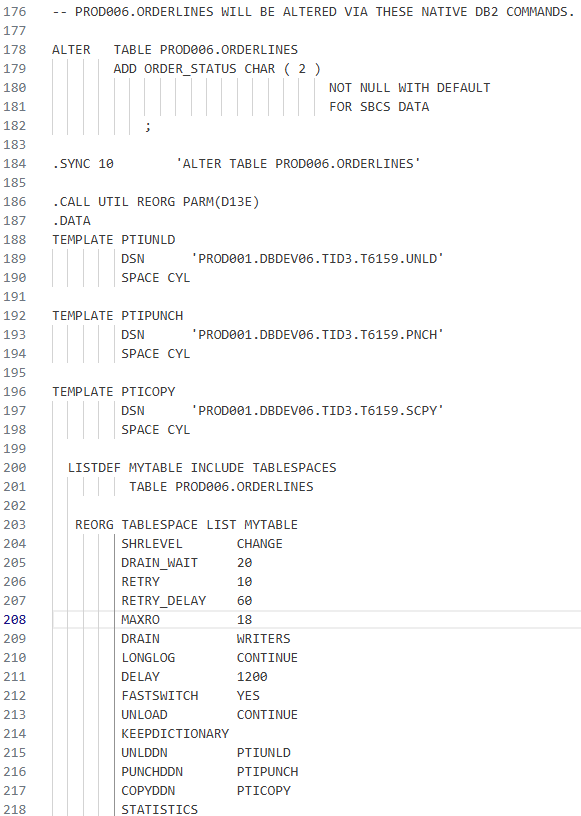 176 -- PROD006.ORDERLINES WILL BE ALTERED VIA THESE NATIVE DB2 COMMANDS.
177
178 ALTER TABLE PROD006.ORDERLINES
179 ADD ORDER_STATUS CHAR ( 2 )
180 NOT NULL WITH DEFAULT
181 FOR SBCS DATA
182 ;
183
184 .SYNC 10 'ALTER TABLE PROD006.ORDERLINES'
185
186 .CALL UTIL REORG PARM(D13E)
187 .DATA
188 TEMPLATE PTIUNLD
189 DSN 'PROD001.DBDEV06.TID3.T6159.UNLD'
190 SPACE CYL
191
192 TEMPLATE PTIPUNCH
193 DSN 'PROD001.DBDEV06.TID3.T6159.PNCH'
194 SPACE CYL
195
196 TEMPLATE PTICOPY
197 DSN 'PROD001.DBDEV06.TID3.T6159.SCPY'
198 SPACE CYL
199
200 LISTDEF MYTABLE INCLUDE TABLESPACES
201 TABLE PROD006.ORDERLINES
202
203 REORG TABLESPACE LIST MYTABLE
204 SHRLEVEL CHANGE
205 DRAIN_WAIT 20
206 RETRY 10
207 RETRY_DELAY 60
208 MAXRO 18
209 DRAIN WRITERS
210 LONGLOG CONTINUE
211 DELAY 1200
212 FASTSWITCH YES
213 UNLOAD CONTINUE
214 KEEPDICTIONARY
215 UNLDDN PTIUNLD
216 PUNCHDDN PTIPUNCH
217 COPYDDN PTICOPY
218 STATISTICS